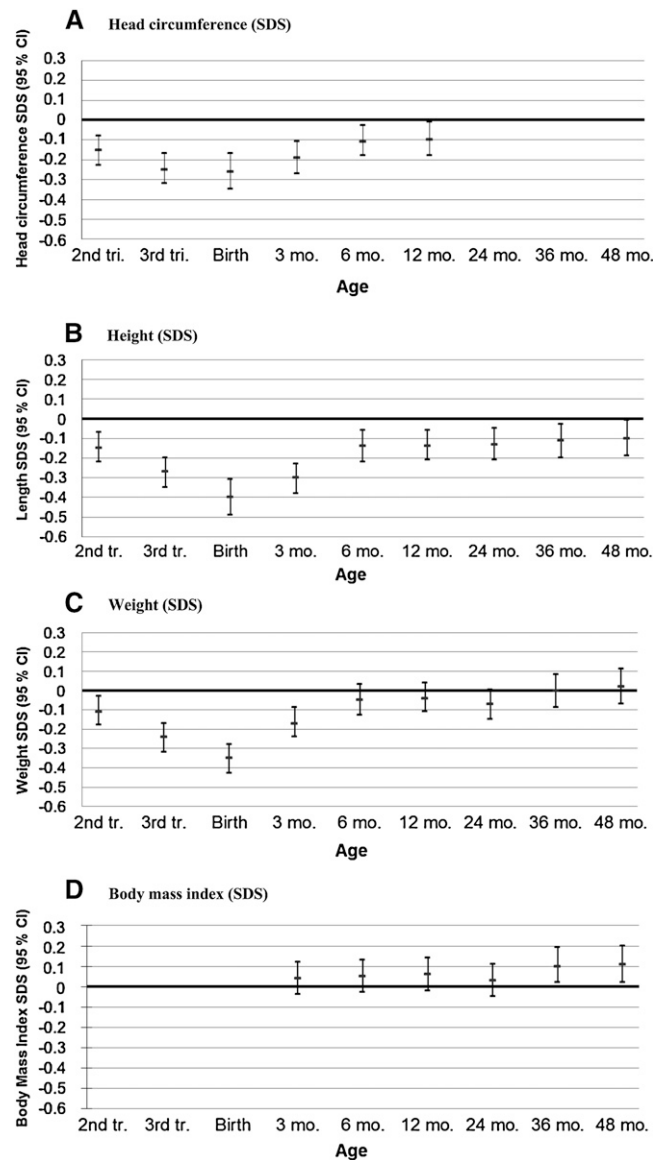 A Head circumference (SDS)
Head circumference SDS (95 % CI)
0.3
0.2
0.1
0
-0.1
-0.2
-0.3
-0.4
-0.5
-0.6
2nd tri. 3rd tri. Birth 3 mo. 6 mo. 12 mo. 24 mo. 36 mo. 48 mo.
Age
B Height (SDS)
Length SDS (95 % CI)
0.3
0.2
0.1
0
-0.1
-0.2
-0.3
-0.4
-0.5
-0.6
2nd tr. 3rd tr. Birth 3 mo. 6 mo. 12 mo. 24 mo. 36 mo. 48 mo.
Age
C Weight (SDS)
Weight SDS (95 % CI)
0.3
0.2
0.1
0
-0.1
-0.2
-0.3
-0.4
-0.5
-0.6
2nd tr. 3rd tr. Birth 3 mo. 6 mo. 12 mo. 24 mo. 36 mo. 48 mo.
Age
D Body mass index (SDS)
Body Mass Index SDS (95 % CI)
0.3
0.2
0.1
0
-0.1
-0.2
-0.3
-0.4
-0.5
-0.6
2nd tr. 3rd tr. Birth 3 mo. 6 mo. 12 mo. 24 mo. 36 mo. 48 mo.
Age